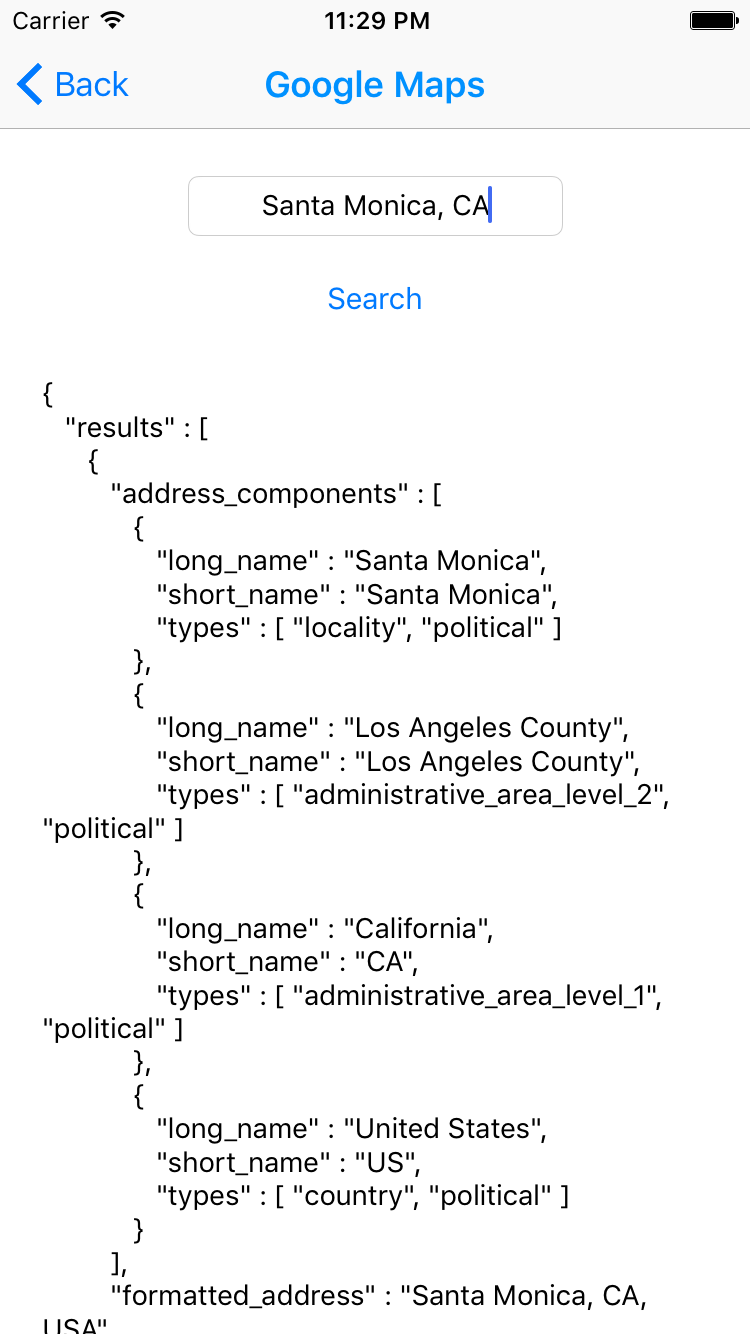 Carrier 11:29 PM
Back Google Maps
Santa Monica, CA
Search
{
"results" : [
{
"address_components" : [
{
"long_name" : "Santa Monica",
"short_name" : "Santa Monica",
"types" : [ "locality", "political" ]
},
{
"long_name" : "Los Angeles County",
"short_name" : "Los Angeles County",
"types" : [ "administrative_area_level_2",
"political" ]
},
{
"long_name" : "California",
"short_name" : "CA",
"types" : [ "administrative_area_level_1",
"political" ]
},
{
"long_name" : "United States",
"short_name" : "US",
"types" : [ "country", "political" ]
}
],
"formatted_address" : "Santa Monica, CA,
USA"